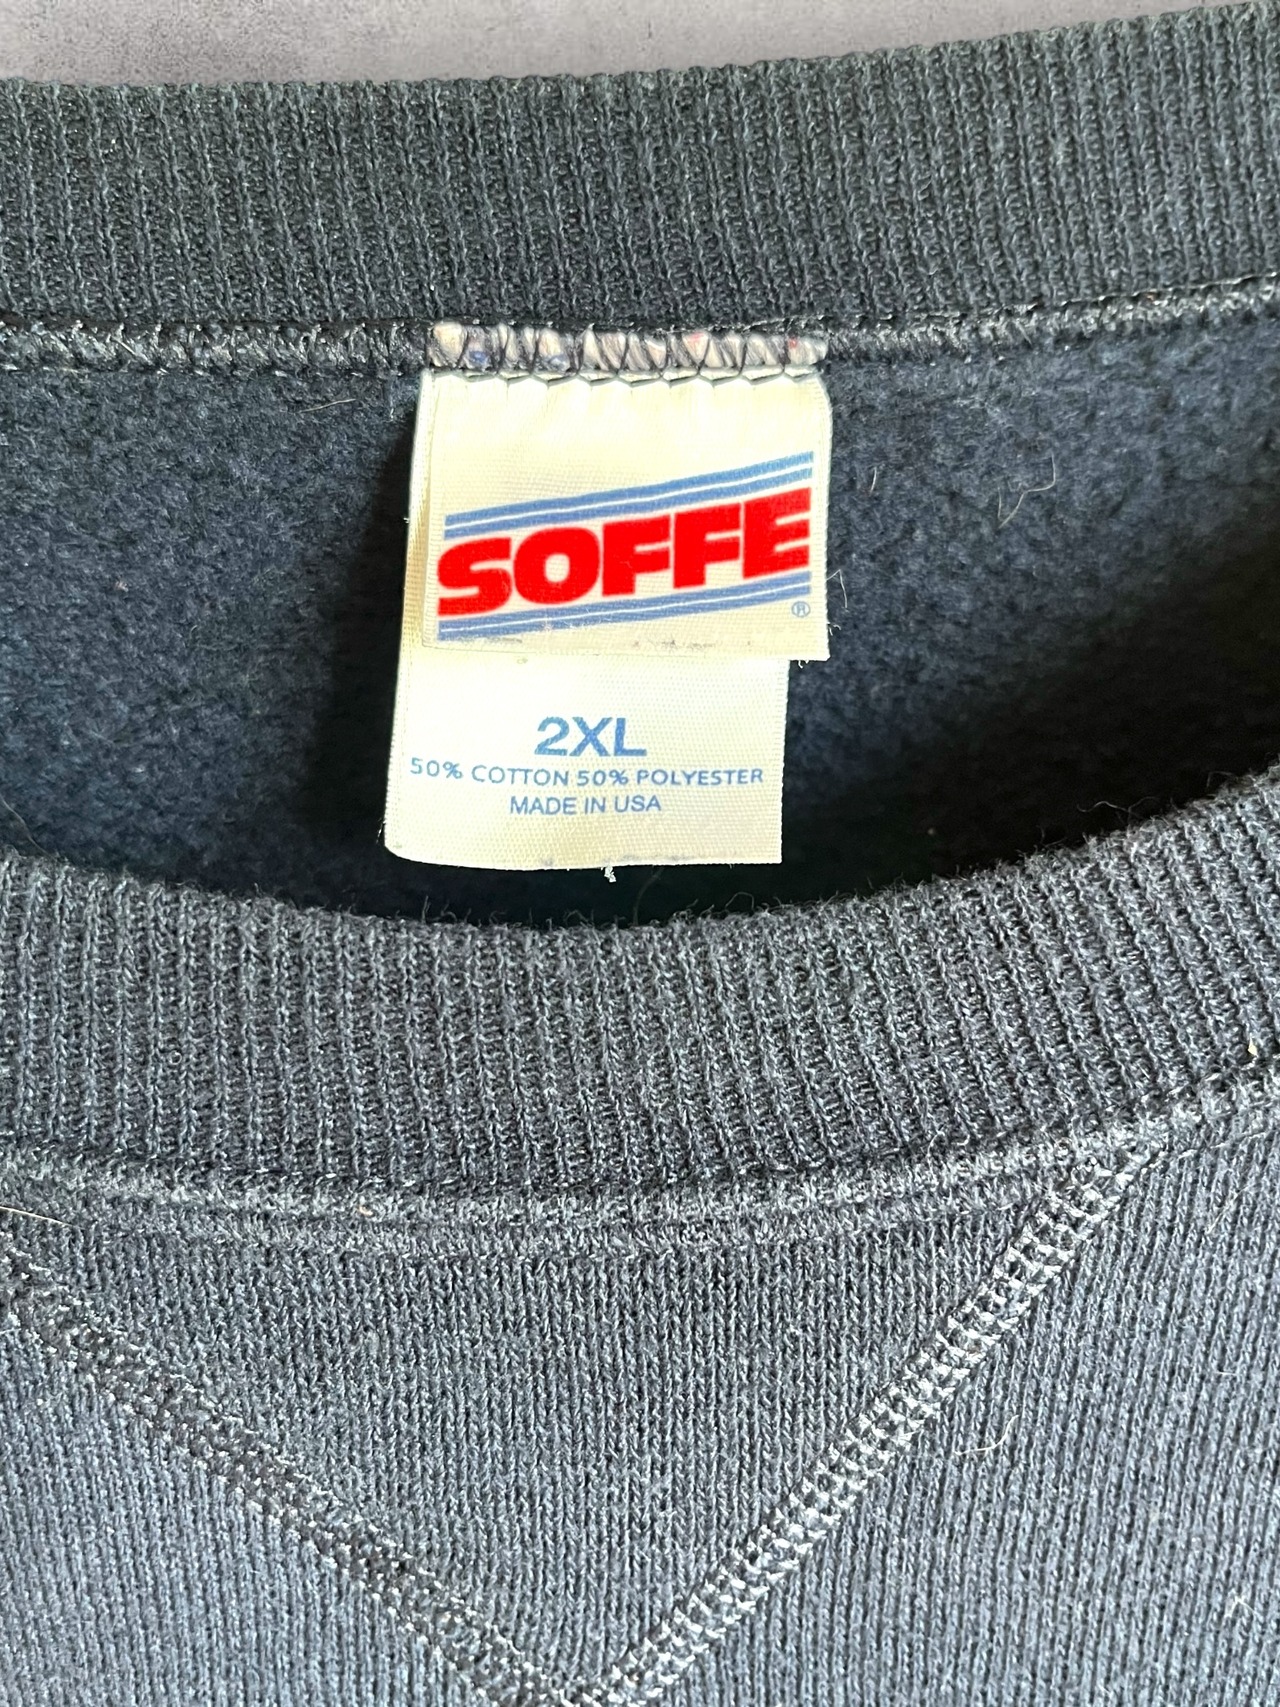 SOFFE
®
2XL
50% COTTON 50% POLYESTER
MADE IN USA